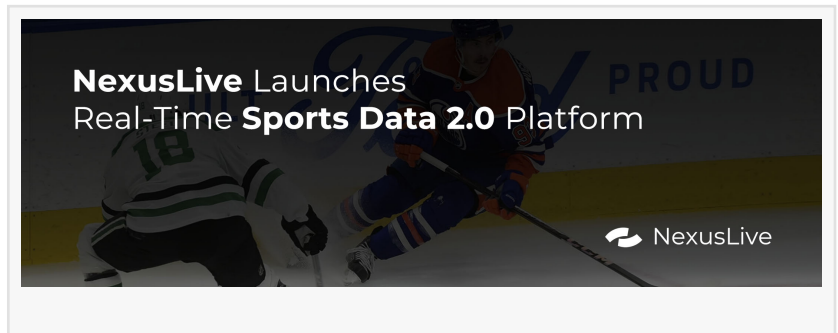 NexusLive Launches
Real-Time Sports Data 2.0 Platform
PROUD
18
NexusLive